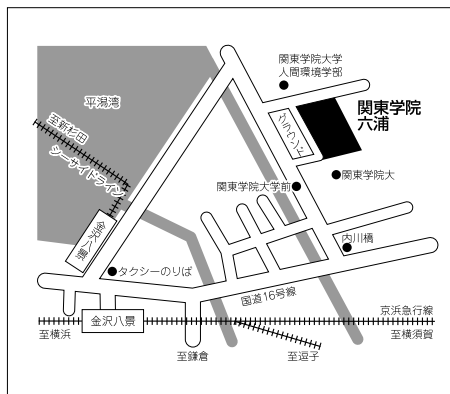 関東学院大学
人間環境学部
平潟湾
グラウンド
関東学院
六浦
至新杉田
シーサイドライン
関東学院大学前
関東学院大
金沢八景
内川橋
タクシーのりば
国道16号線
京浜急行線
金沢八景
至横浜
至横須賀
至鎌倉
至逗子